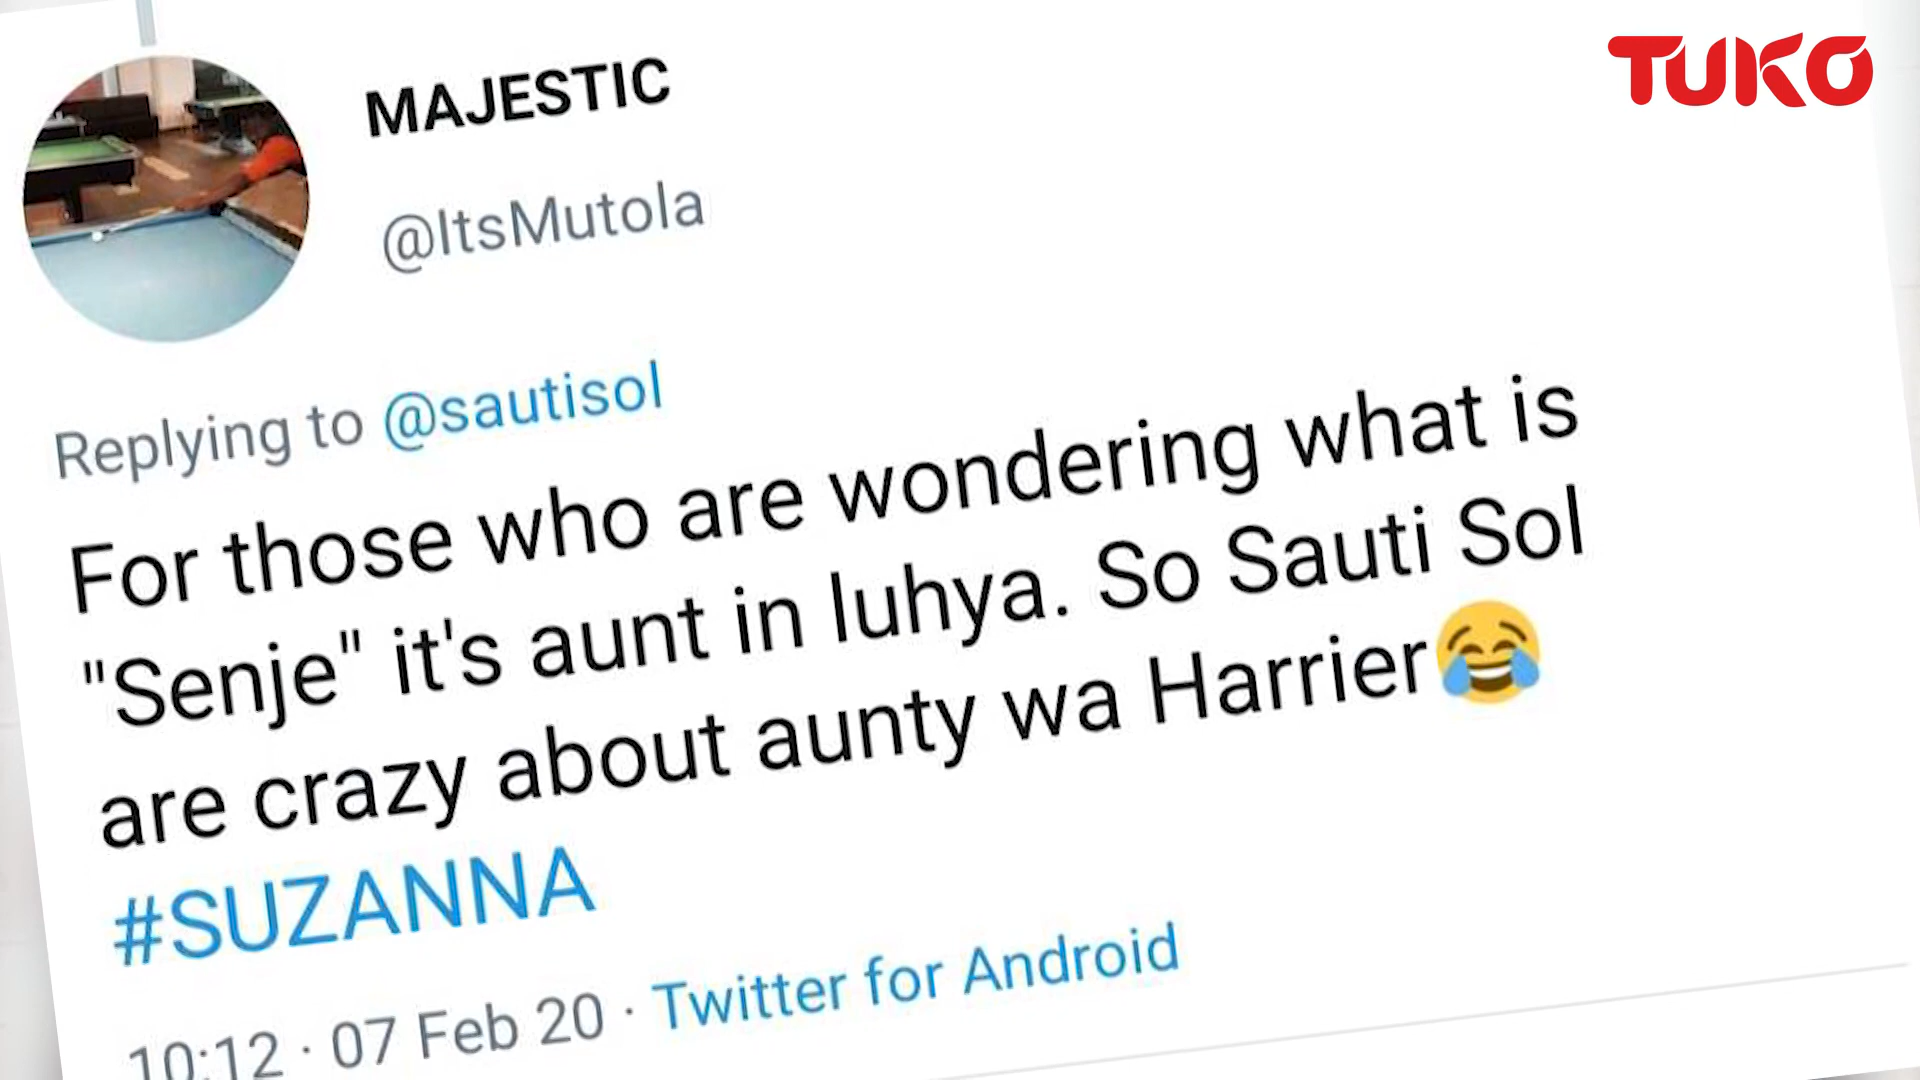 TUKO
MAJESTIC
@ItsMutola
Replying to @sautisol
For those who are wondering what is
"Senje" it's aunt in luhya. So Sauti Sol
are crazy about aunty wa Harrier😂
#SUZANNA
10:12 · 07 Feb 20 · Twitter for Android